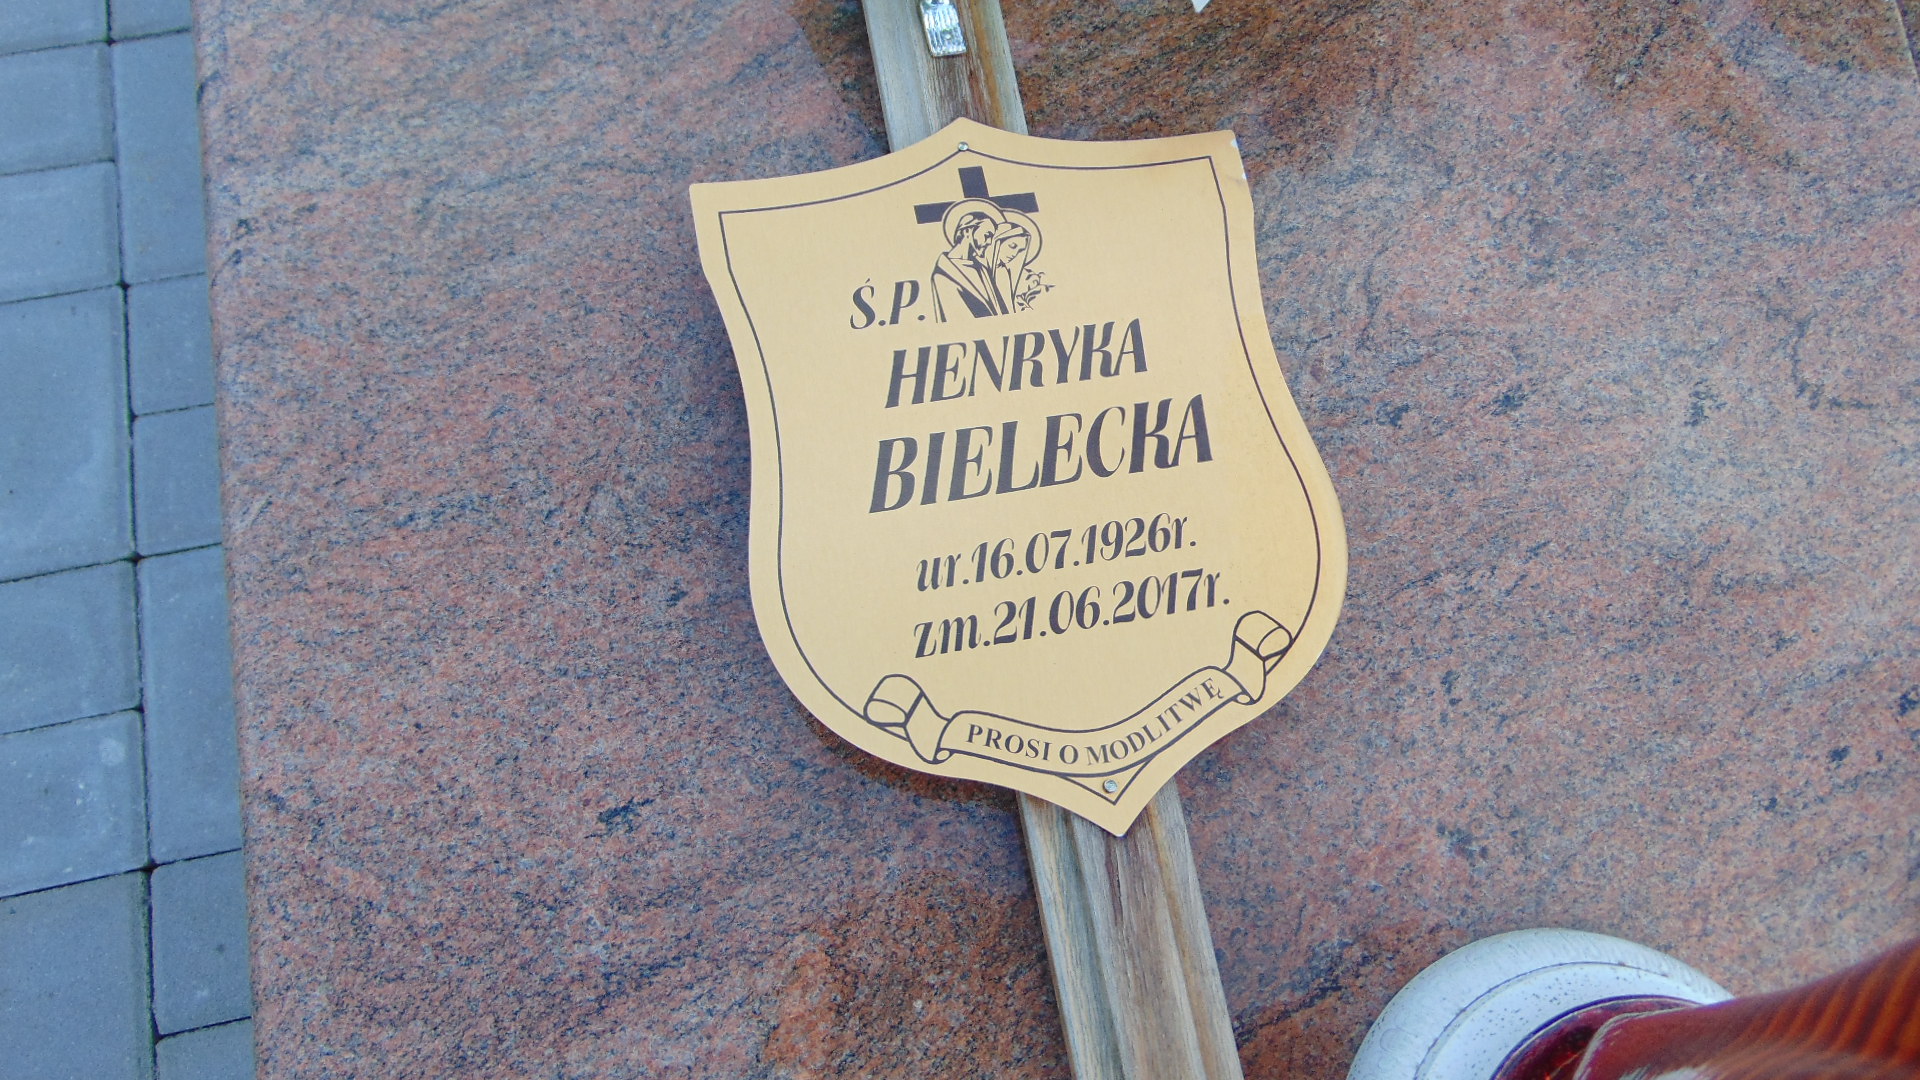 Ś.P.
HENRYKA
BIELECKA
ur.16.07.1926r.
zm.21.06.2017r.
PROSI O MODLITWĘ